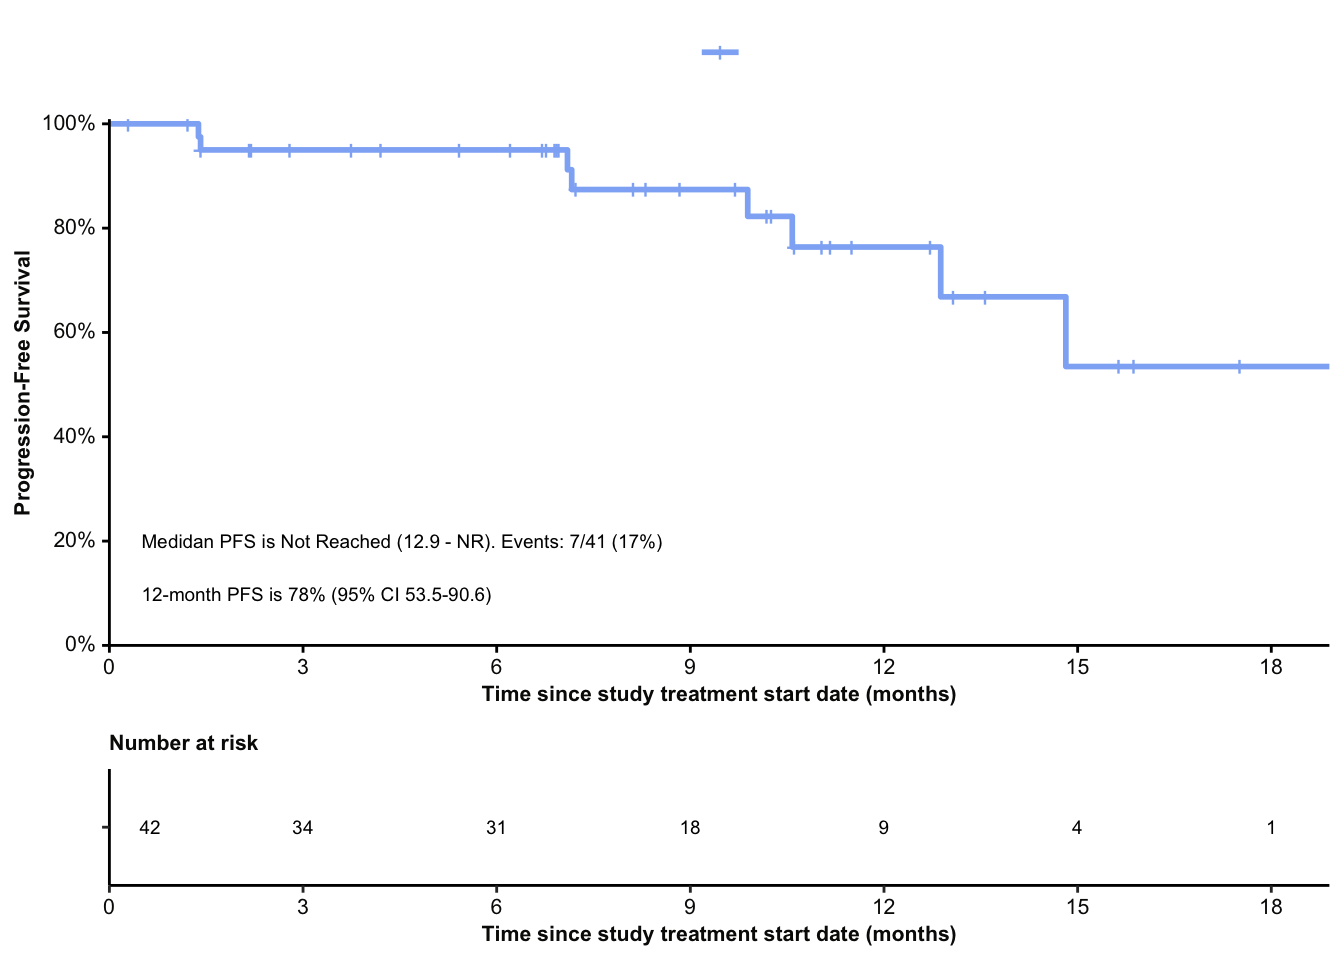 100%
80%
60%
40%
20%
0%
Progression-Free Survival
Medidan PFS is Not Reached (12.9 - NR). Events: 7/41 (17%)
12-month PFS is 78% (95% CI 53.5-90.6)
0 3 6 9 12 15 18
Time since study treatment start date (months)
Number at risk
42 34 31 18 9 4 1
0 3 6 9 12 15 18
Time since study treatment start date (months)